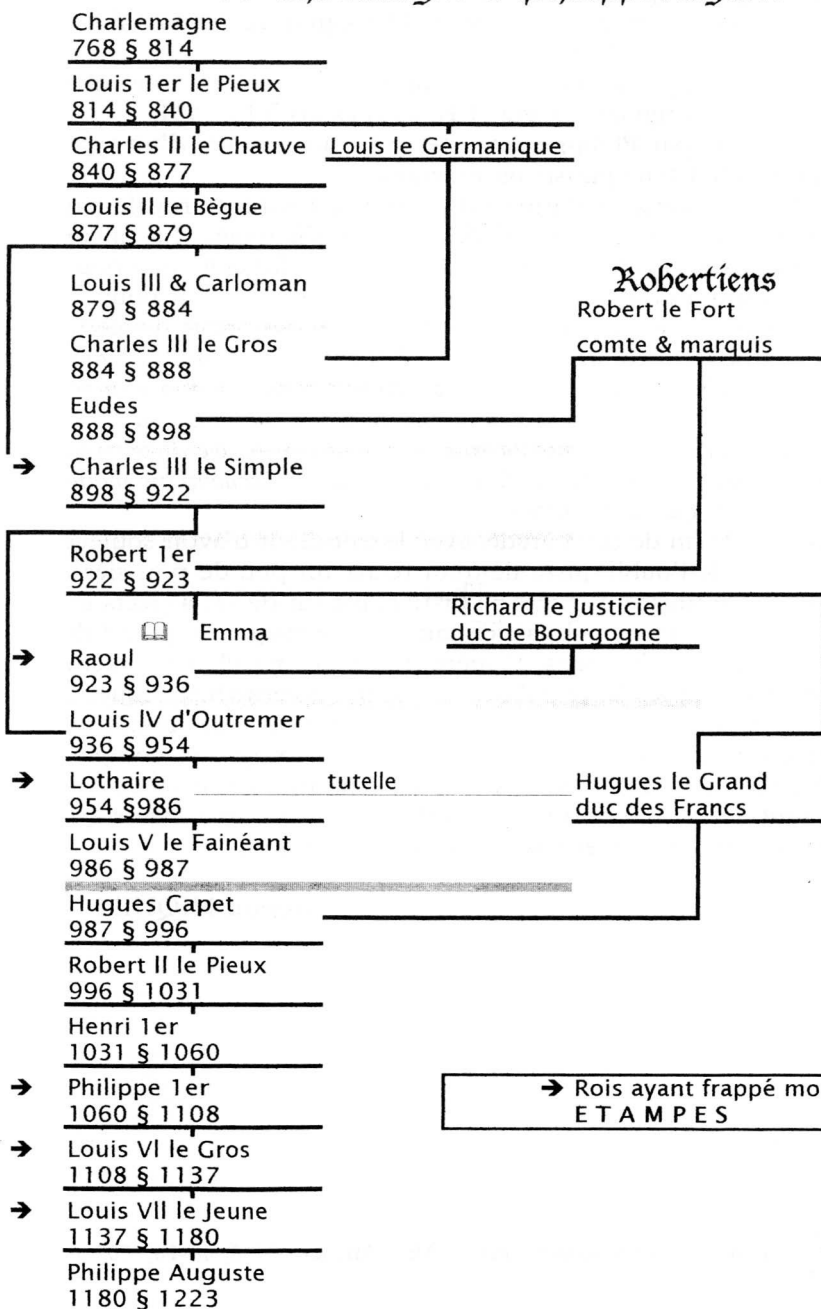 Charlemagne
768 § 814
Louis 1er le Pieux
814 § 840
Charles II le Chauve Louis le Germanique
840 § 877
Louis II le Bègue
877 § 879
Louis III & Carloman
879 § 884
Robertiens
Robert le Fort
comte & marquis
Charles III le Gros
884 § 888
Eudes
888 § 898
➔ Charles III le Simple
898 § 922
Robert 1er
922 § 923
Emma
Richard le Justicier
duc de Bourgogne
➔ Raoul
923 § 936
Louis IV d'Outremer
936 § 954
➔ Lothaire tutelle Hugues le Grand
954 §986 duc des Francs
Louis V le Fainéant
986 § 987
Hugues Capet
987 § 996
Robert II le Pieux
996 § 1031
Henri 1er
1031 § 1060
➔ Philippe 1er
1060 § 1108
➔ Rois ayant frappé mo
E T A M P E S
➔ Louis VI le Gros
1108 § 1137
➔ Louis VII le Jeune
1137 § 1180
Philippe Auguste
1180 § 1223